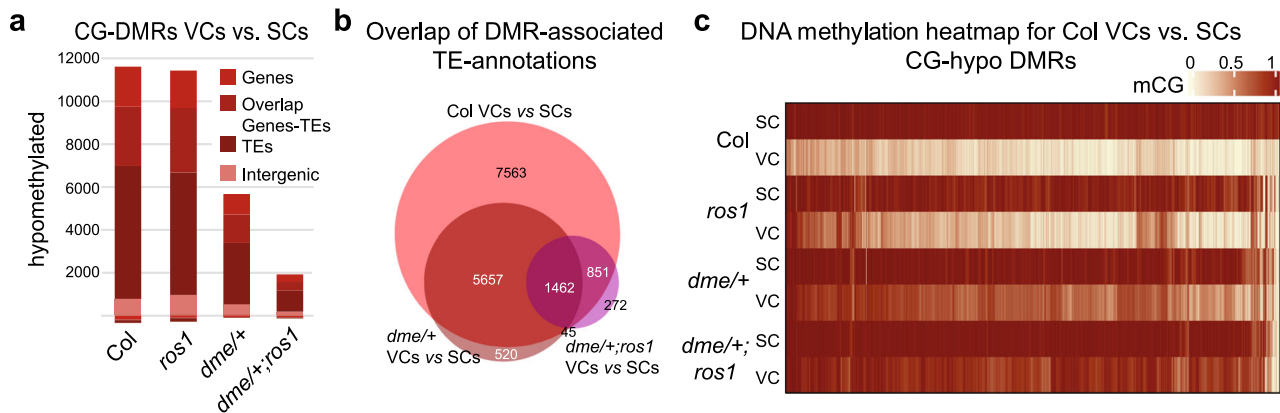 a
CG-DMRs VCs vs. SCs
12000
10000
8000
6000
4000
2000
hypomethylated
Genes
Overlap
Genes-TEs
TEs
Intergenic
Col
ros1
dme/+
dme/+;ros1
b
Overlap of DMR-associated
TE-annotations
Col VCs vs SCs
7563
5657
1462
851
272
45
520
dme/+
VCs vs SCs
dme/+;ros1
VCs vs SCs
c
DNA methylation heatmap for Col VCs vs. SCs
CG-hypo DMRs
mCG
0
0.5
1
Col
SC
VC
ros1
SC
VC
dme/+
SC
VC
dme/+;
ros1
SC
VC